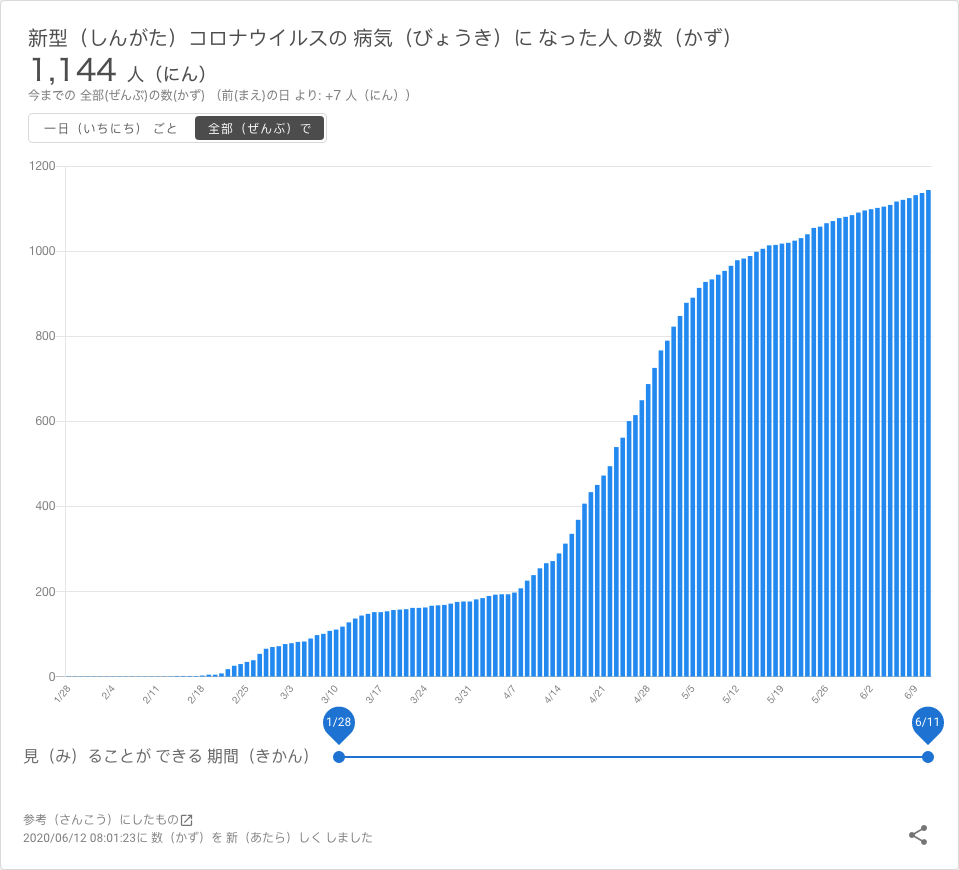 新型（しんがた）コロナウイルスの 病気（びょうき）に なった人 の数（かず）
1,144 人（にん）
今までの 全部(ぜんぶ)の数(かず) （前(まえ)の日 より: +7 人（にん））
一日（いちにち） ごと 全部（ぜんぶ）で
1200
1000
800
600
400
200
0
1/28 2/4 2/11 2/18 2/25 3/3 3/10 3/17 3/24 3/31 4/7 4/14 4/21 4/28 5/5 5/12 5/19 5/26 6/2 6/9
1/28 6/11
見（み）ることが できる 期間（きかん）
参考（さんこう）にしたもの
2020/06/12 08:01:23に 数（かず）を 新（あたら）しく しました